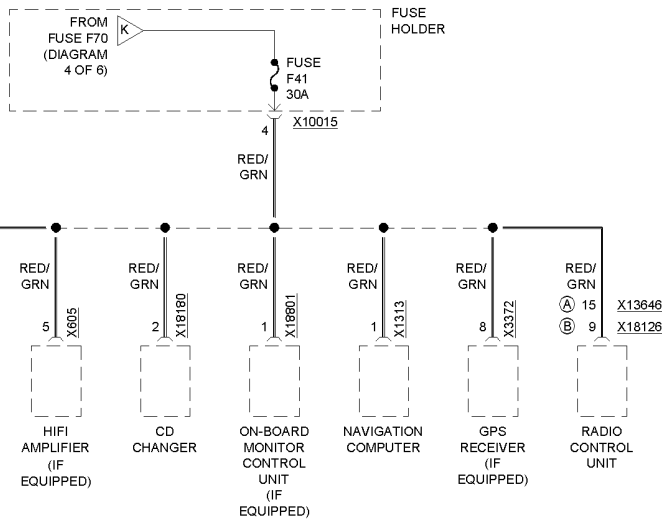 FROM
FUSE F70
(DIAGRAM
4 OF 6)
K
FUSE
F41
30A
FUSE
HOLDER
4
X10015
RED/
GRN
RED/
GRN
5
X605
RED/
GRN
2
X18180
RED/
GRN
1
X18801
RED/
GRN
1
X1313
RED/
GRN
8
X3372
RED/
GRN
A 15 X13646
B 9 X18126
HIFI
AMPLIFIER
(IF
EQUIPPED)
CD
CHANGER
ON-BOARD
MONITOR
CONTROL
UNIT
(IF
EQUIPPED)
NAVIGATION
COMPUTER
GPS
RECEIVER
(IF
EQUIPPED)
RADIO
CONTROL
UNIT